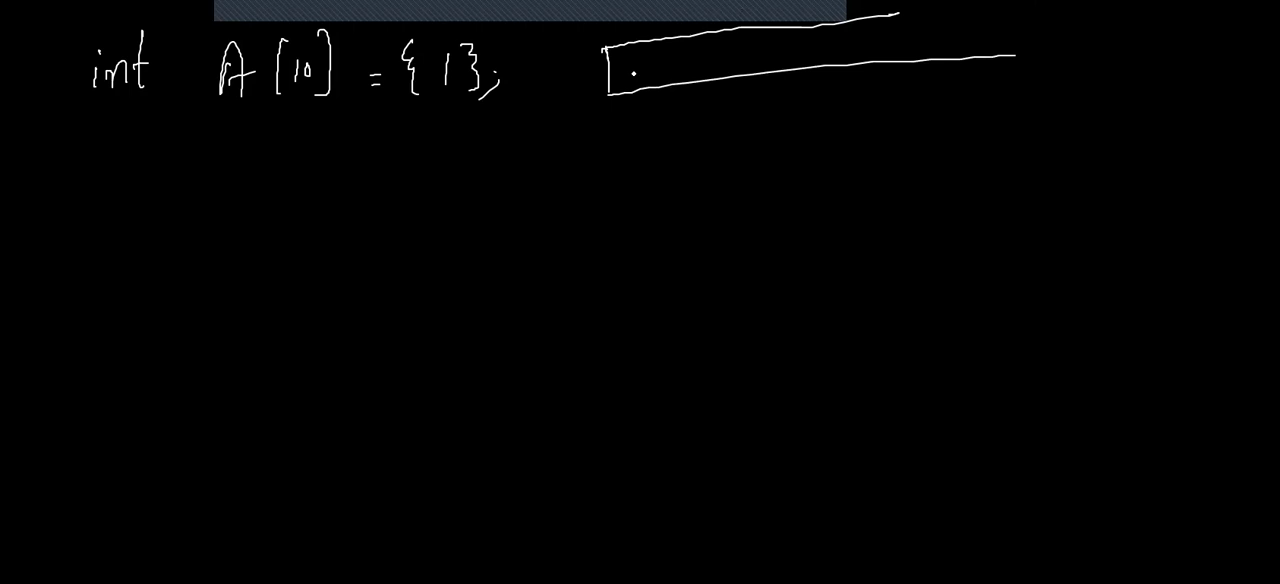 int A[10] = { 1 };